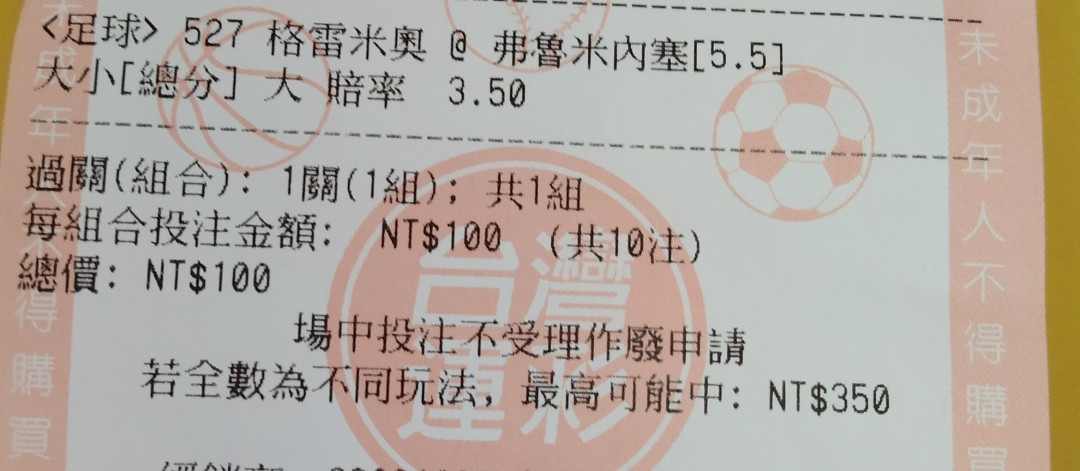 <足球> 527 格雷米奧 @ 弗魯米內塞[5.5]
大小[總分] 大 賠率 3.50
過關(組合): 1關(1組); 共1組
每組合投注金額: NT$100 (共10注)
總價: NT$100
場中投注不受理作廢申請
若全數為不同玩法, 最高可能中: NT$350
台灣
運彩
未成年人不得購買
未成年人不得購買